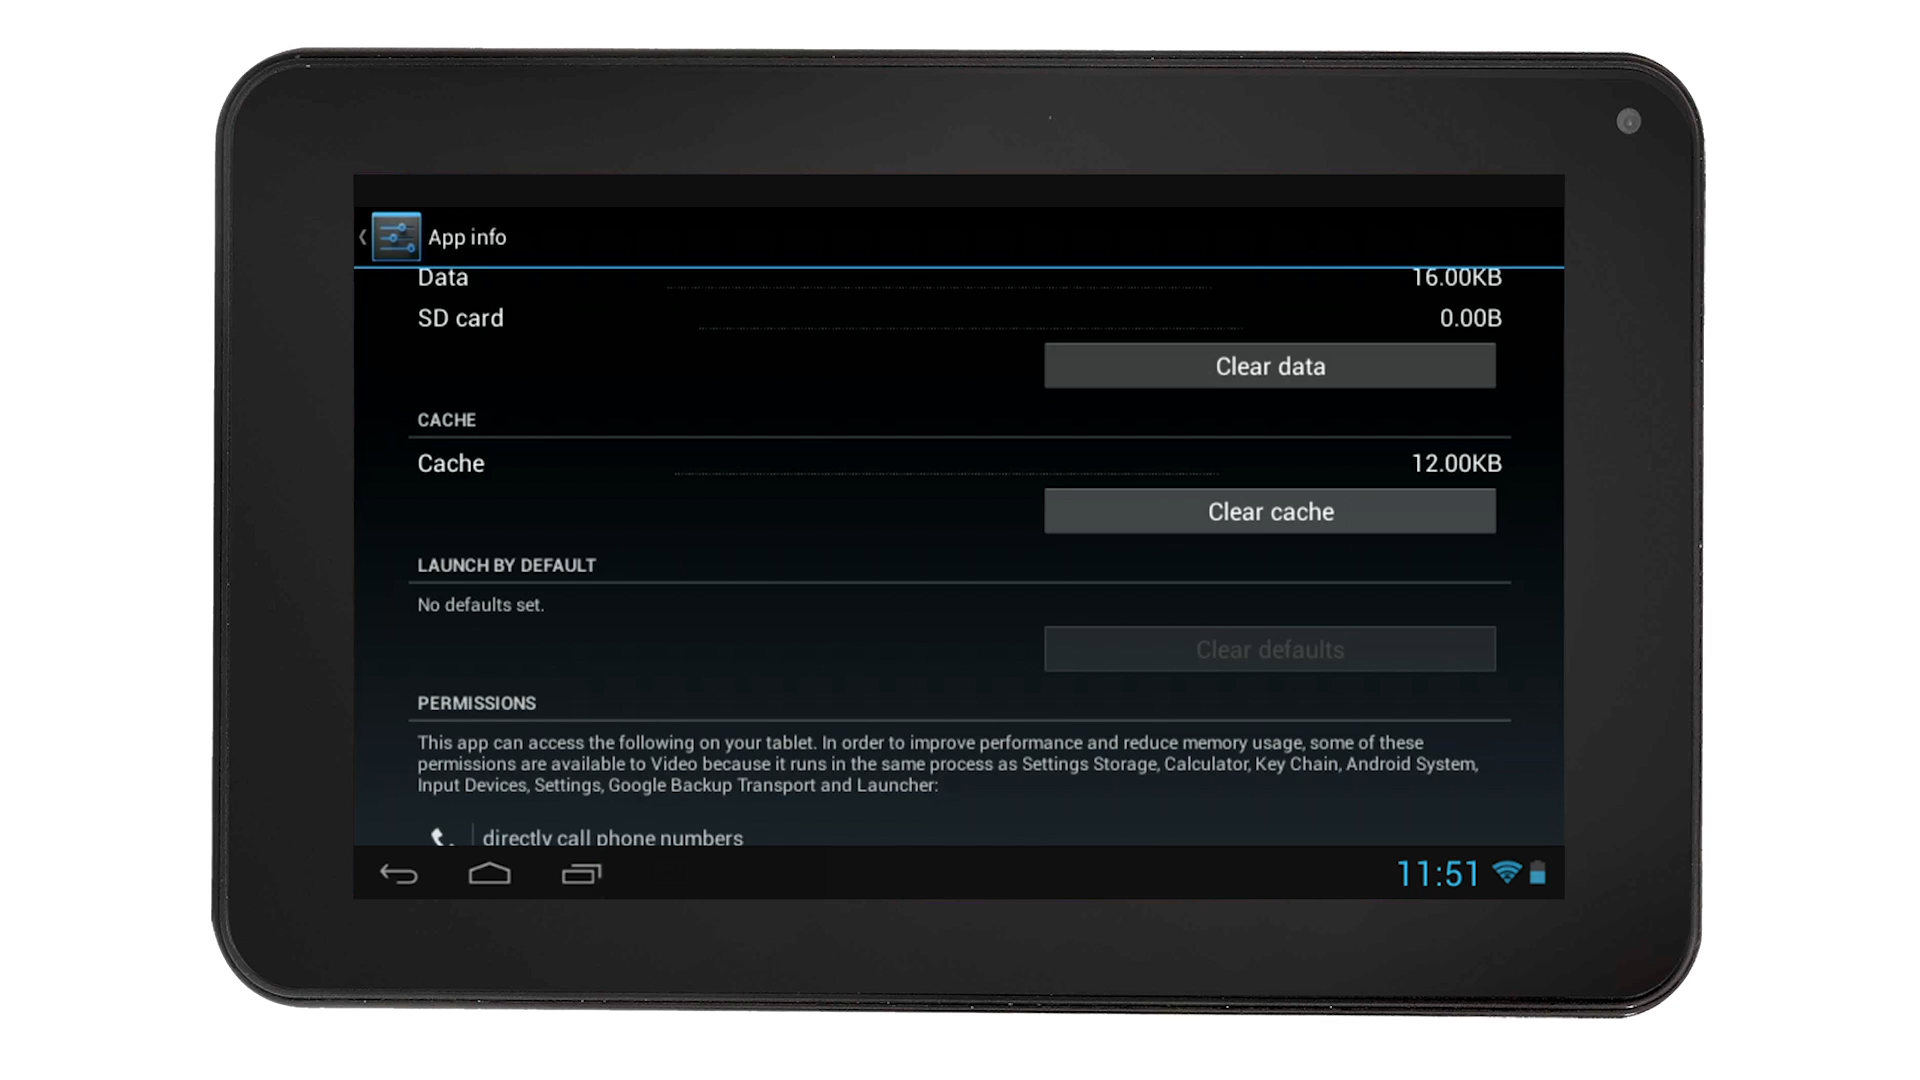 App info
Data 16.00KB
SD card 0.00B
Clear data
CACHE
Cache 12.00KB
Clear cache
LAUNCH BY DEFAULT
No defaults set.
Clear defaults
PERMISSIONS
This app can access the following on your tablet. In order to improve performance and reduce memory usage, some of these
permissions are available to Video because it runs in the same process as Settings Storage, Calculator, Key Chain, Android System,
Input Devices, Settings, Google Backup Transport and Launcher:
directly call phone numbers
11:51